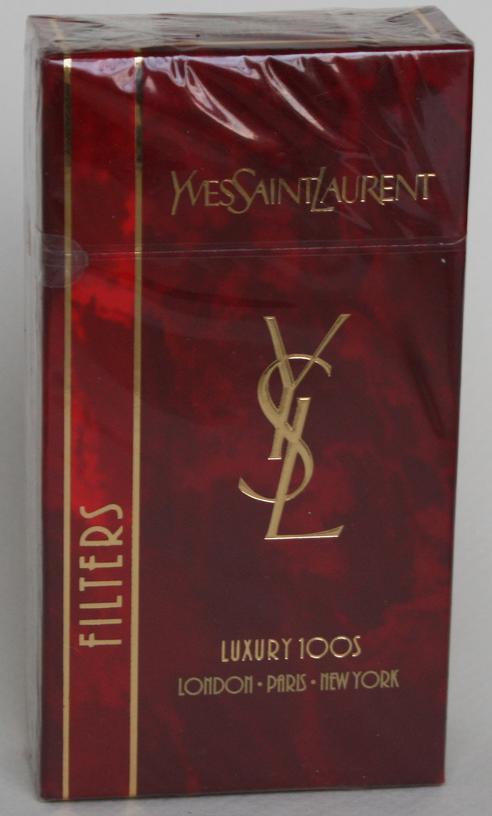 YVESSAINTLAURENT
YSL
FILTERS
LUXURY 100S
LONDON • PARIS • NEW YORK